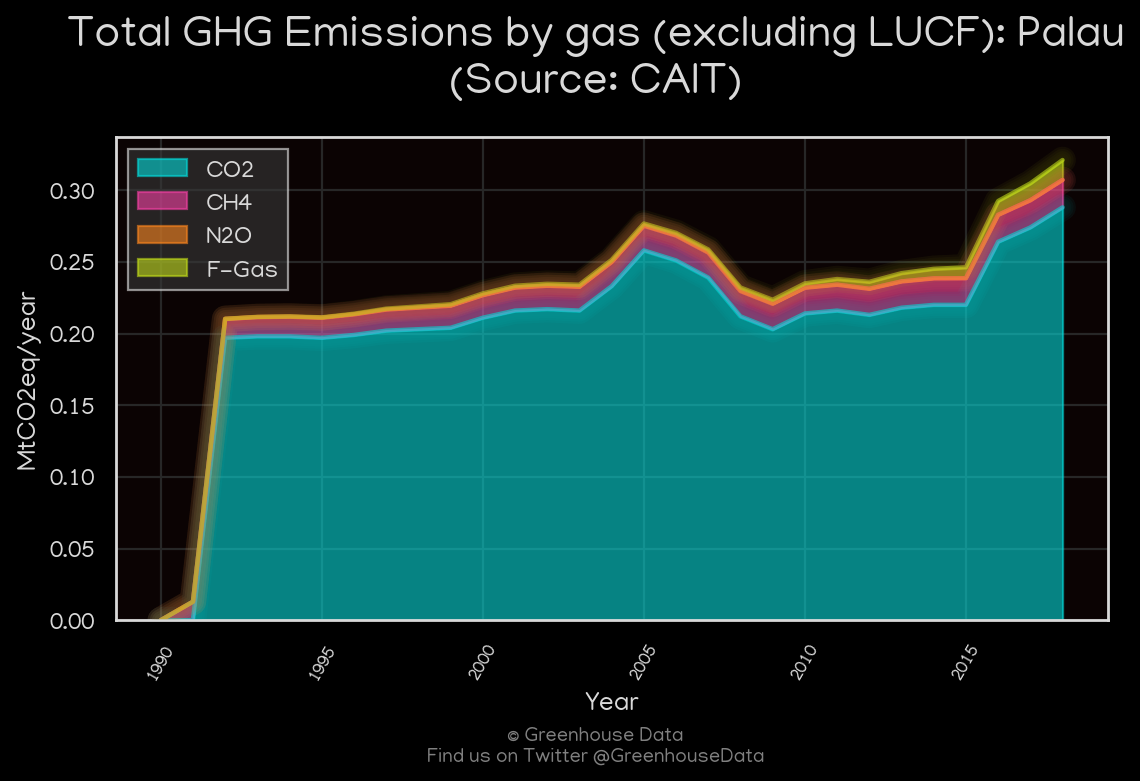 Total GHG Emissions by gas (excluding LUCF): Palau
(Source: CAIT)
CO2
CH4
N2O
F-Gas
MtCO2eq/year
0.30
0.25
0.20
0.15
0.10
0.05
0.00
1990
1995
2000
2005
2010
2015
Year
© Greenhouse Data
Find us on Twitter @GreenhouseData